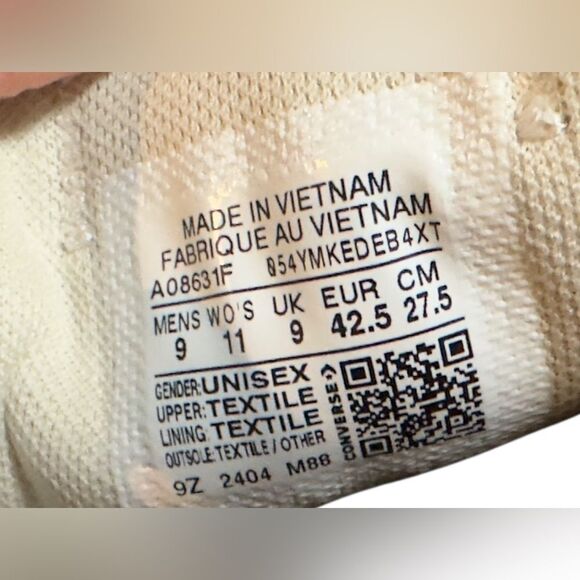 MADE IN VIETNAM
FABRIQUE AU VIETNAM
A08631F 054YMKEDEB4XT
MENS WO'S UK EUR CM
9 11 9 42.5 27.5
GENDER: UNISEX
UPPER: TEXTILE
LINING: TEXTILE
OUTSOLE: TEXTILE / OTHER
CONVERSE
9Z 2404 M88